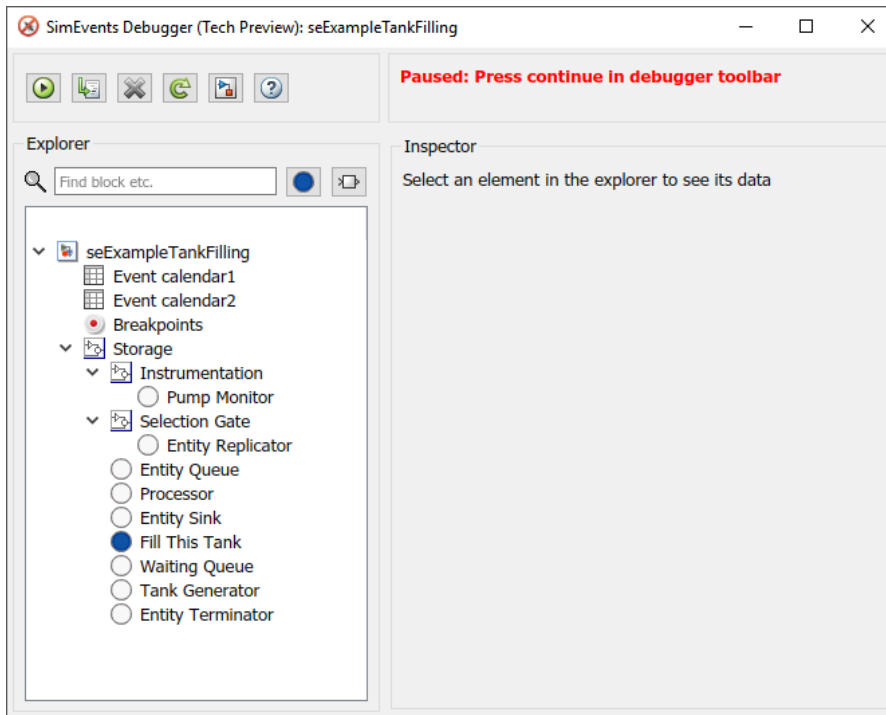 SimEvents Debugger (Tech Preview): seExampleTankFilling
Paused: Press continue in debugger toolbar
Explorer
Find block etc.
seExampleTankFilling
Event calendar1
Event calendar2
Breakpoints
Storage
Instrumentation
Pump Monitor
Selection Gate
Entity Replicator
Entity Queue
Processor
Entity Sink
Fill This Tank
Waiting Queue
Tank Generator
Entity Terminator
Inspector
Select an element in the explorer to see its data